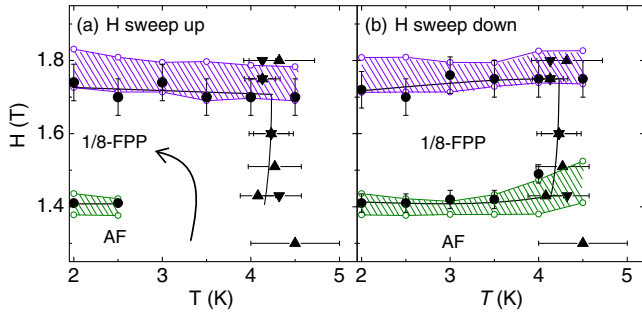 (a) H sweep up
(b) H sweep down
H (T)
1.8
1.6
1.4
1/8-FPP
1/8-FPP
AF
AF
2 3 4 5
2 3 4 5
T (K)
T (K)